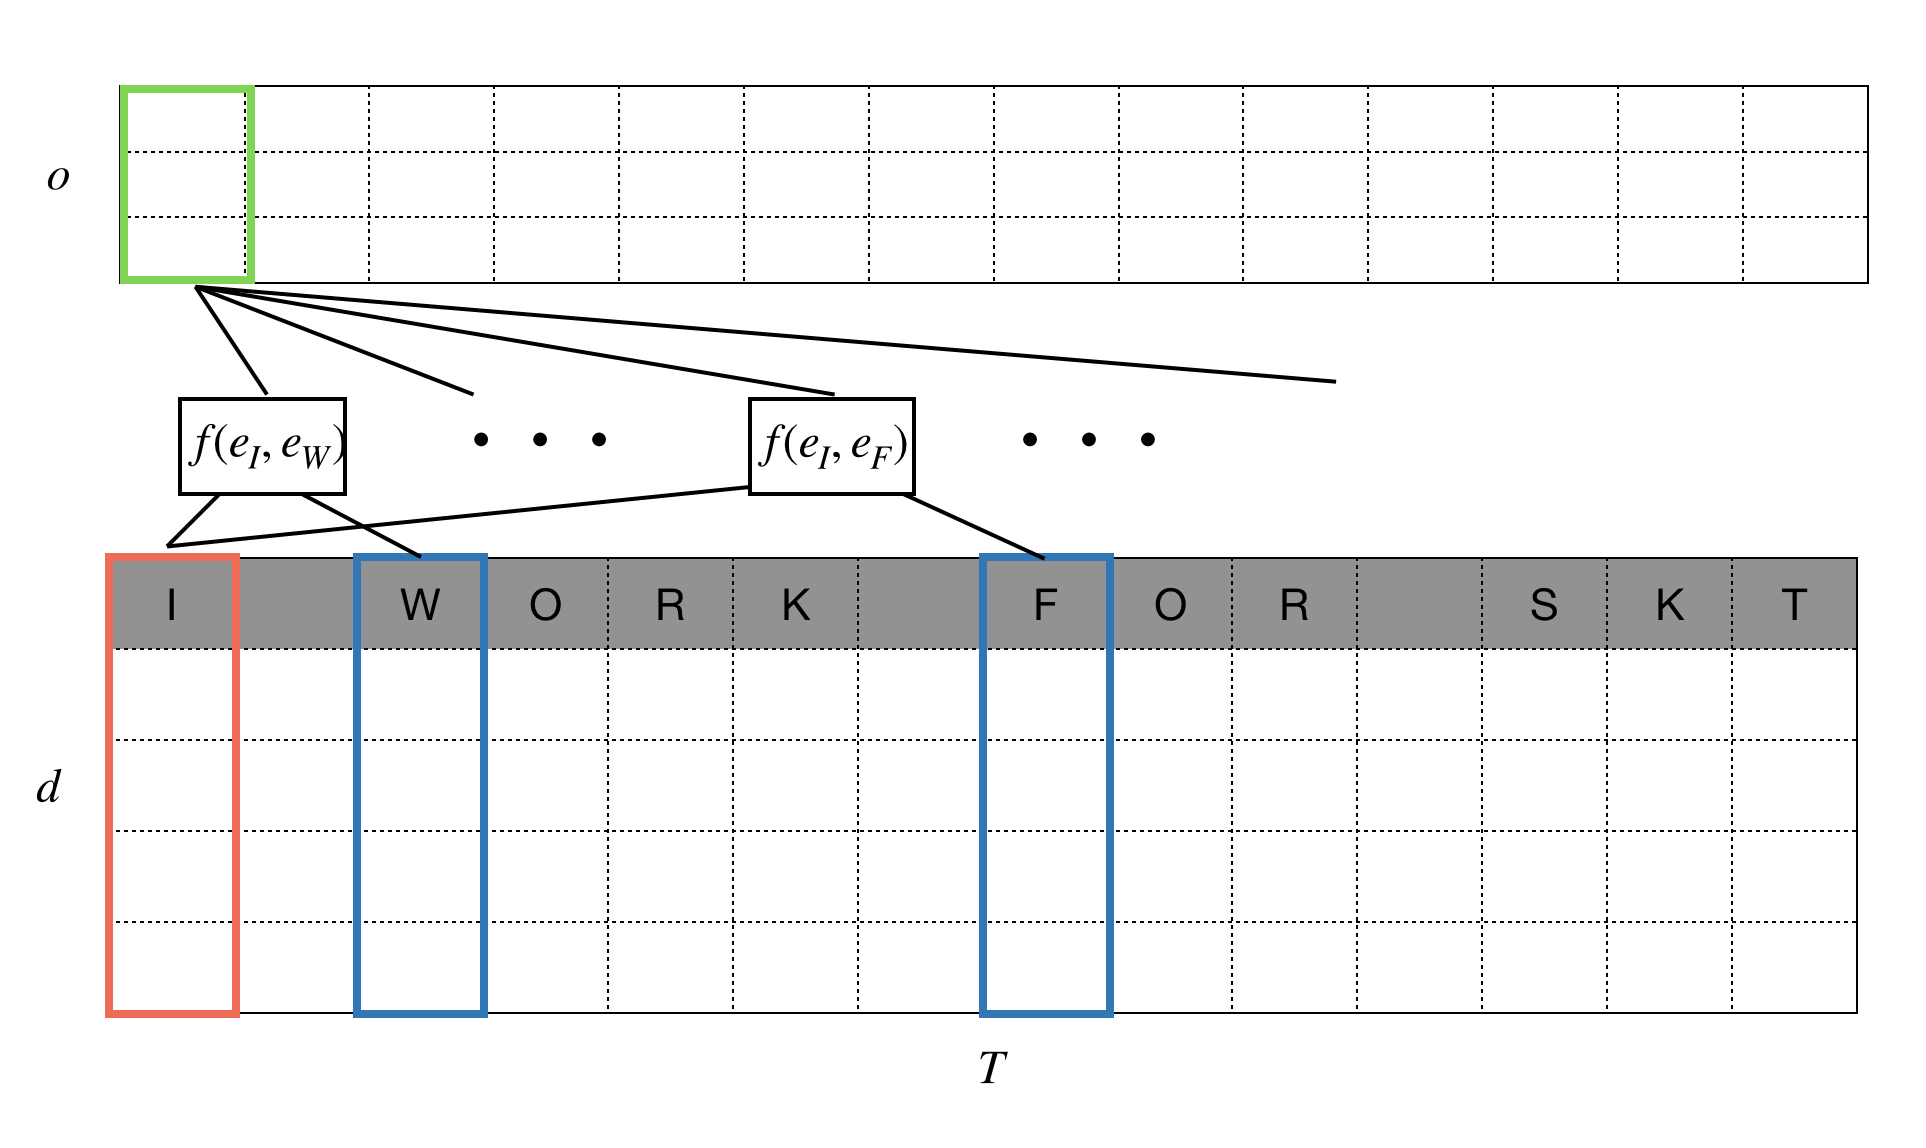 o
f(e_I, e_W) • • • f(e_I, e_F) • • •
I W O R K F O R S K T
d
T